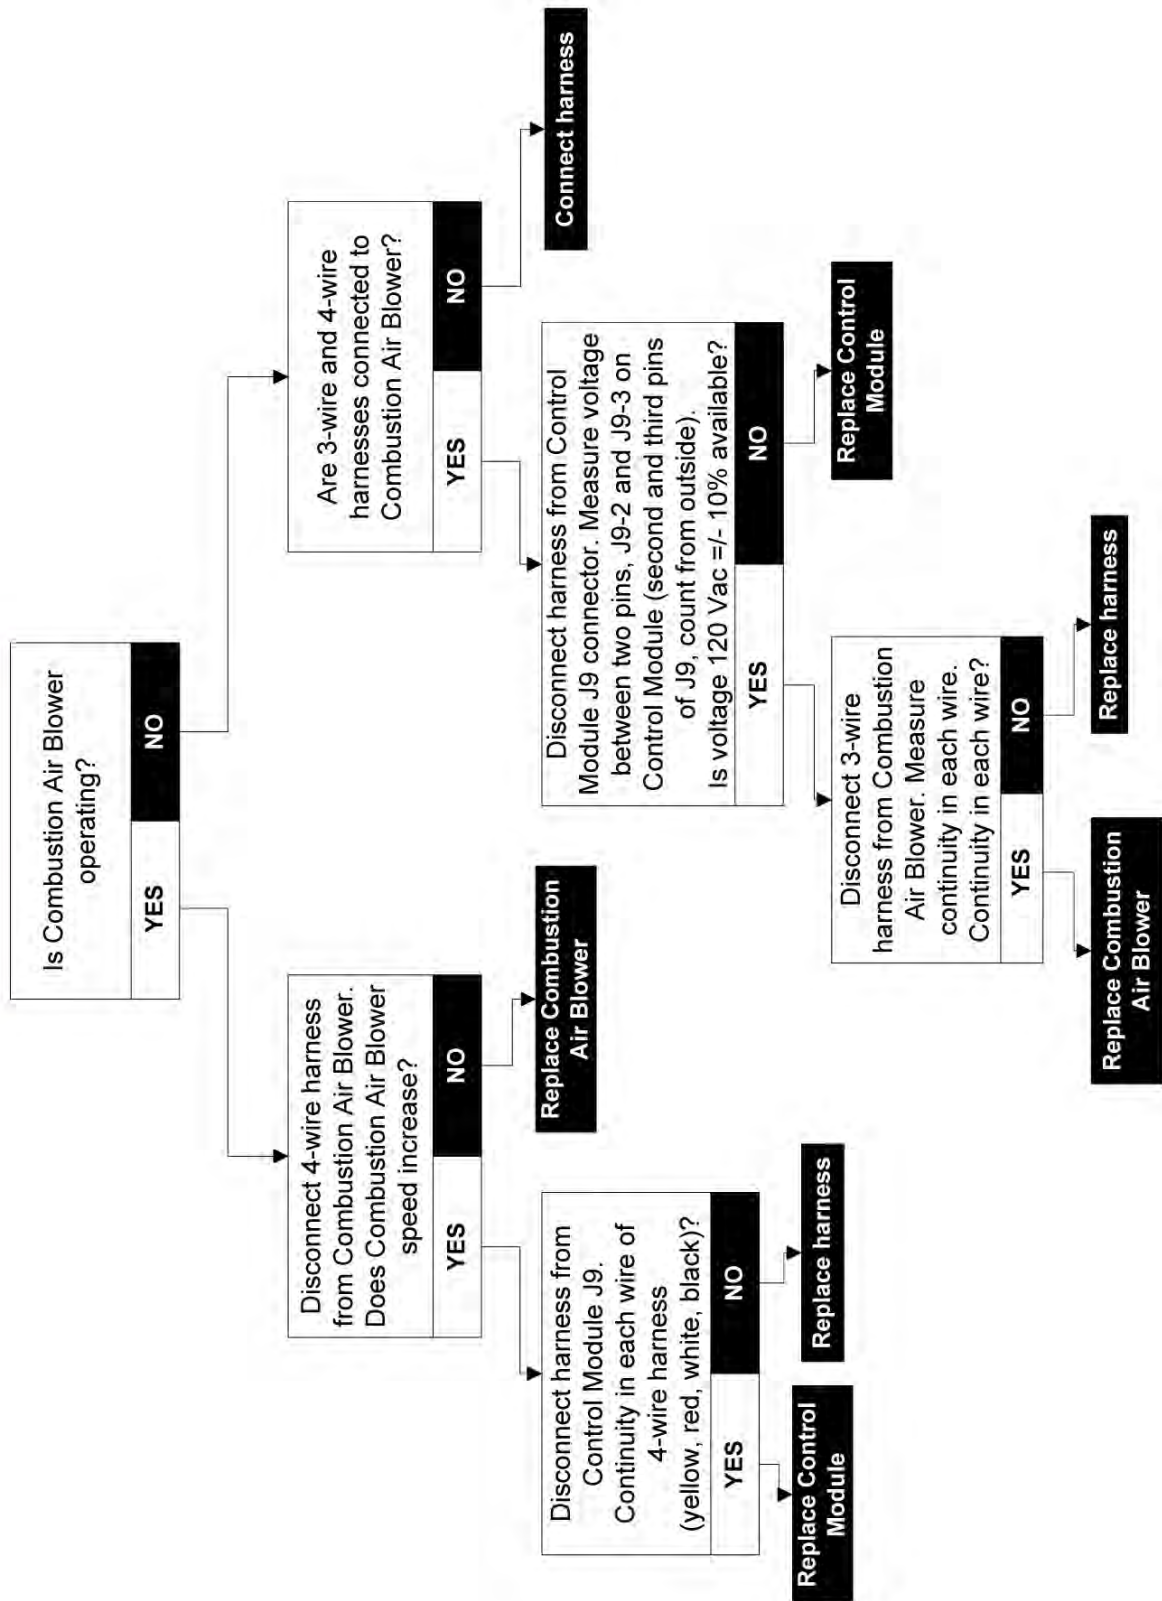 Is Combustion Air Blower
operating?
YES
NO
Disconnect 4-wire harness
from Combustion Air Blower.
Does Combustion Air Blower
speed increase?
YES
NO
Are 3-wire and 4-wire
harnesses connected to
Combustion Air Blower?
YES
NO
Disconnect harness from
Control Module J9.
Continuity in each wire of
4-wire harness
(yellow, red, white, black)?
YES
NO
Replace Combustion
Air Blower
Disconnect harness from Control
Module J9 connector. Measure voltage
between two pins, J9-2 and J9-3 on
Control Module (second and third pins
of J9, count from outside).
Is voltage 120 Vac =/- 10% available?
YES
NO
Connect harness
Replace Control
Module
Replace harness
Disconnect 3-wire
harness from Combustion
Air Blower. Measure
continuity in each wire.
Continuity in each wire?
YES
NO
Replace Control
Module
Replace Combustion
Air Blower
Replace harness